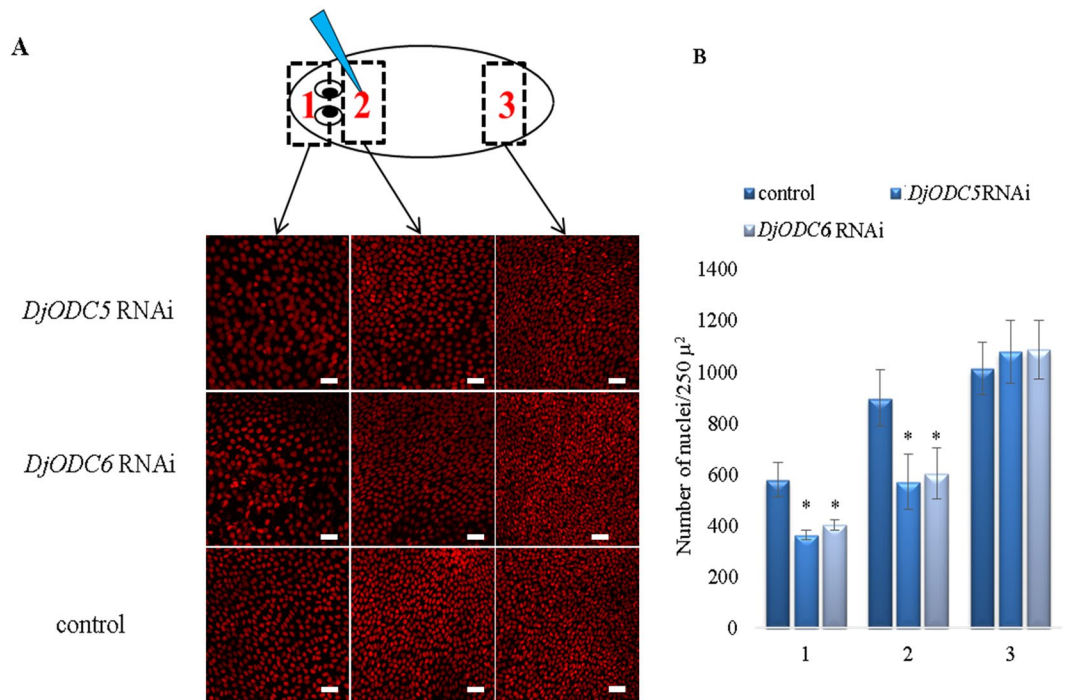 A
1 2 3
DjODC5 RNAi
DjODC6 RNAi
control
B
control
DjODC5RNAi
DjODC6 RNAi
Number of nuclei/250 µ²
1400
1200
1000
800
600
400
200
0
* *
* *
1 2 3